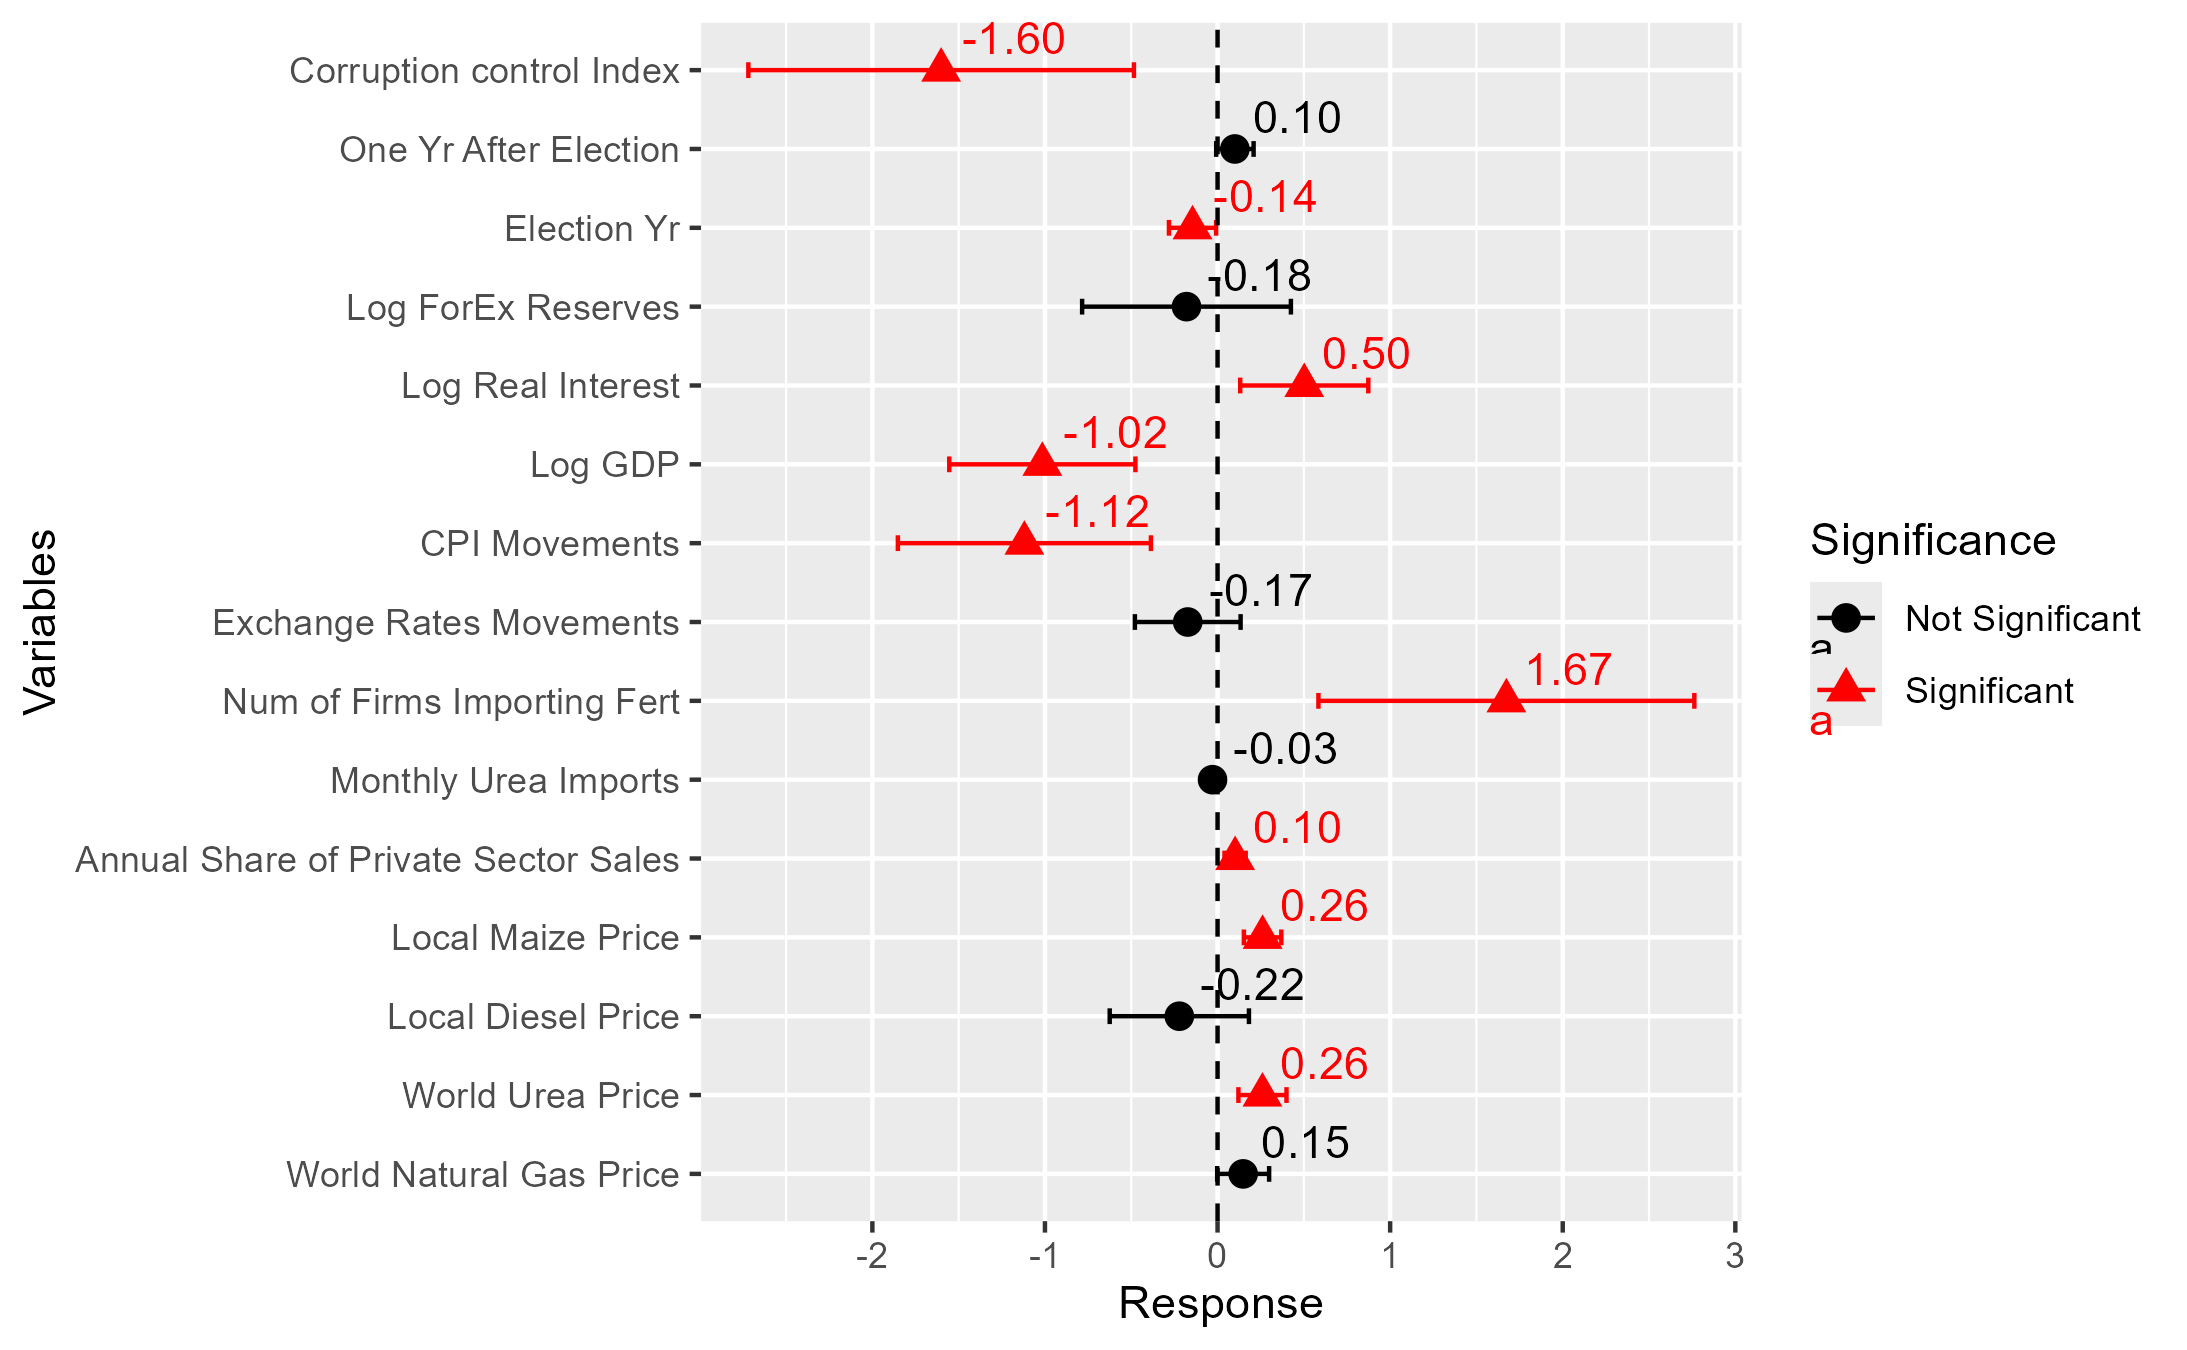 Corruption control Index
-1.60
One Yr After Election
0.10
Election Yr
-0.14
Log ForEx Reserves
-0.18
Log Real Interest
0.50
Log GDP
-1.02
CPI Movements
-1.12
Exchange Rates Movements
-0.17
Num of Firms Importing Fert
1.67
Monthly Urea Imports
-0.03
Annual Share of Private Sector Sales
0.10
Local Maize Price
0.26
Local Diesel Price
-0.22
World Urea Price
0.26
World Natural Gas Price
0.15
Variables
-2 -1 0 1 2 3
Response
Significance
Not Significant
a
Significant
a